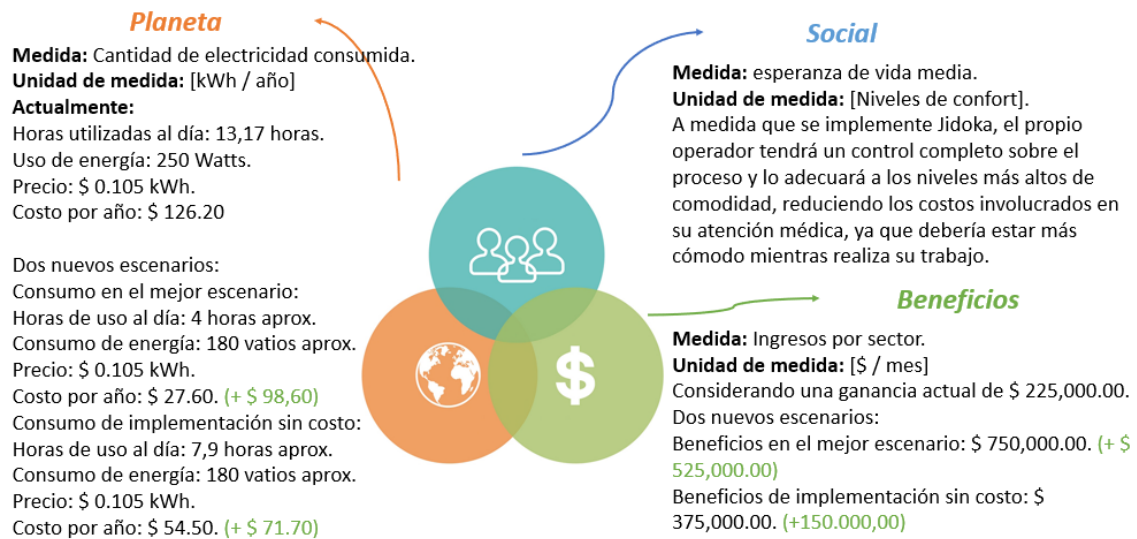 Planeta
Medida: Cantidad de electricidad consumida.
Unidad de medida: [kWh / año]
Actualmente:
Horas utilizadas al día: 13,17 horas.
Uso de energía: 250 Watts.
Precio: $ 0.105 kWh.
Costo por año: $ 126.20
Dos nuevos escenarios:
Consumo en el mejor escenario:
Horas de uso al día: 4 horas aprox.
Consumo de energía: 180 vatios aprox.
Precio: $ 0.105 kWh.
Costo por año: $ 27.60. (+ $ 98,60)
Consumo de implementación sin costo:
Horas de uso al día: 7,9 horas aprox.
Consumo de energía: 180 vatios aprox.
Precio: $ 0.105 kWh.
Costo por año: $ 54.50. (+ $ 71.70)
Social
Medida: esperanza de vida media.
Unidad de medida: [Niveles de confort].
A medida que se implemente Jidoka, el propio
operador tendrá un control completo sobre el
proceso y lo adecuará a los niveles más altos de
comodidad, reduciendo los costos involucrados en
su atención médica, ya que debería estar más
cómodo mientras realiza su trabajo.
Beneficios
Medida: Ingresos por sector.
Unidad de medida: [$ / mes]
Considerando una ganancia actual de $ 225,000.00.
Dos nuevos escenarios:
Beneficios en el mejor escenario: $ 750,000.00. (+ $
525,000.00)
Beneficios de implementación sin costo: $
375,000.00. (+150.000,00)
$